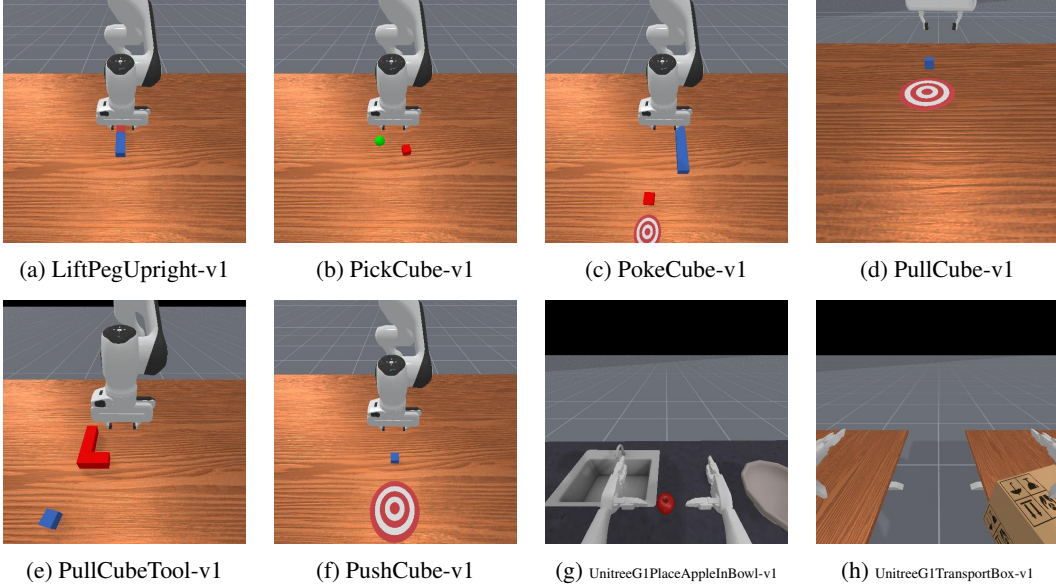 (a) LiftPegUpright-v1
(b) PickCube-v1
(c) PokeCube-v1
(d) PullCube-v1
(e) PullCubeTool-v1
(f) PushCube-v1
(g) UnitreeG1PlaceAppleInBowl-v1
(h) UnitreeG1TransportBox-v1